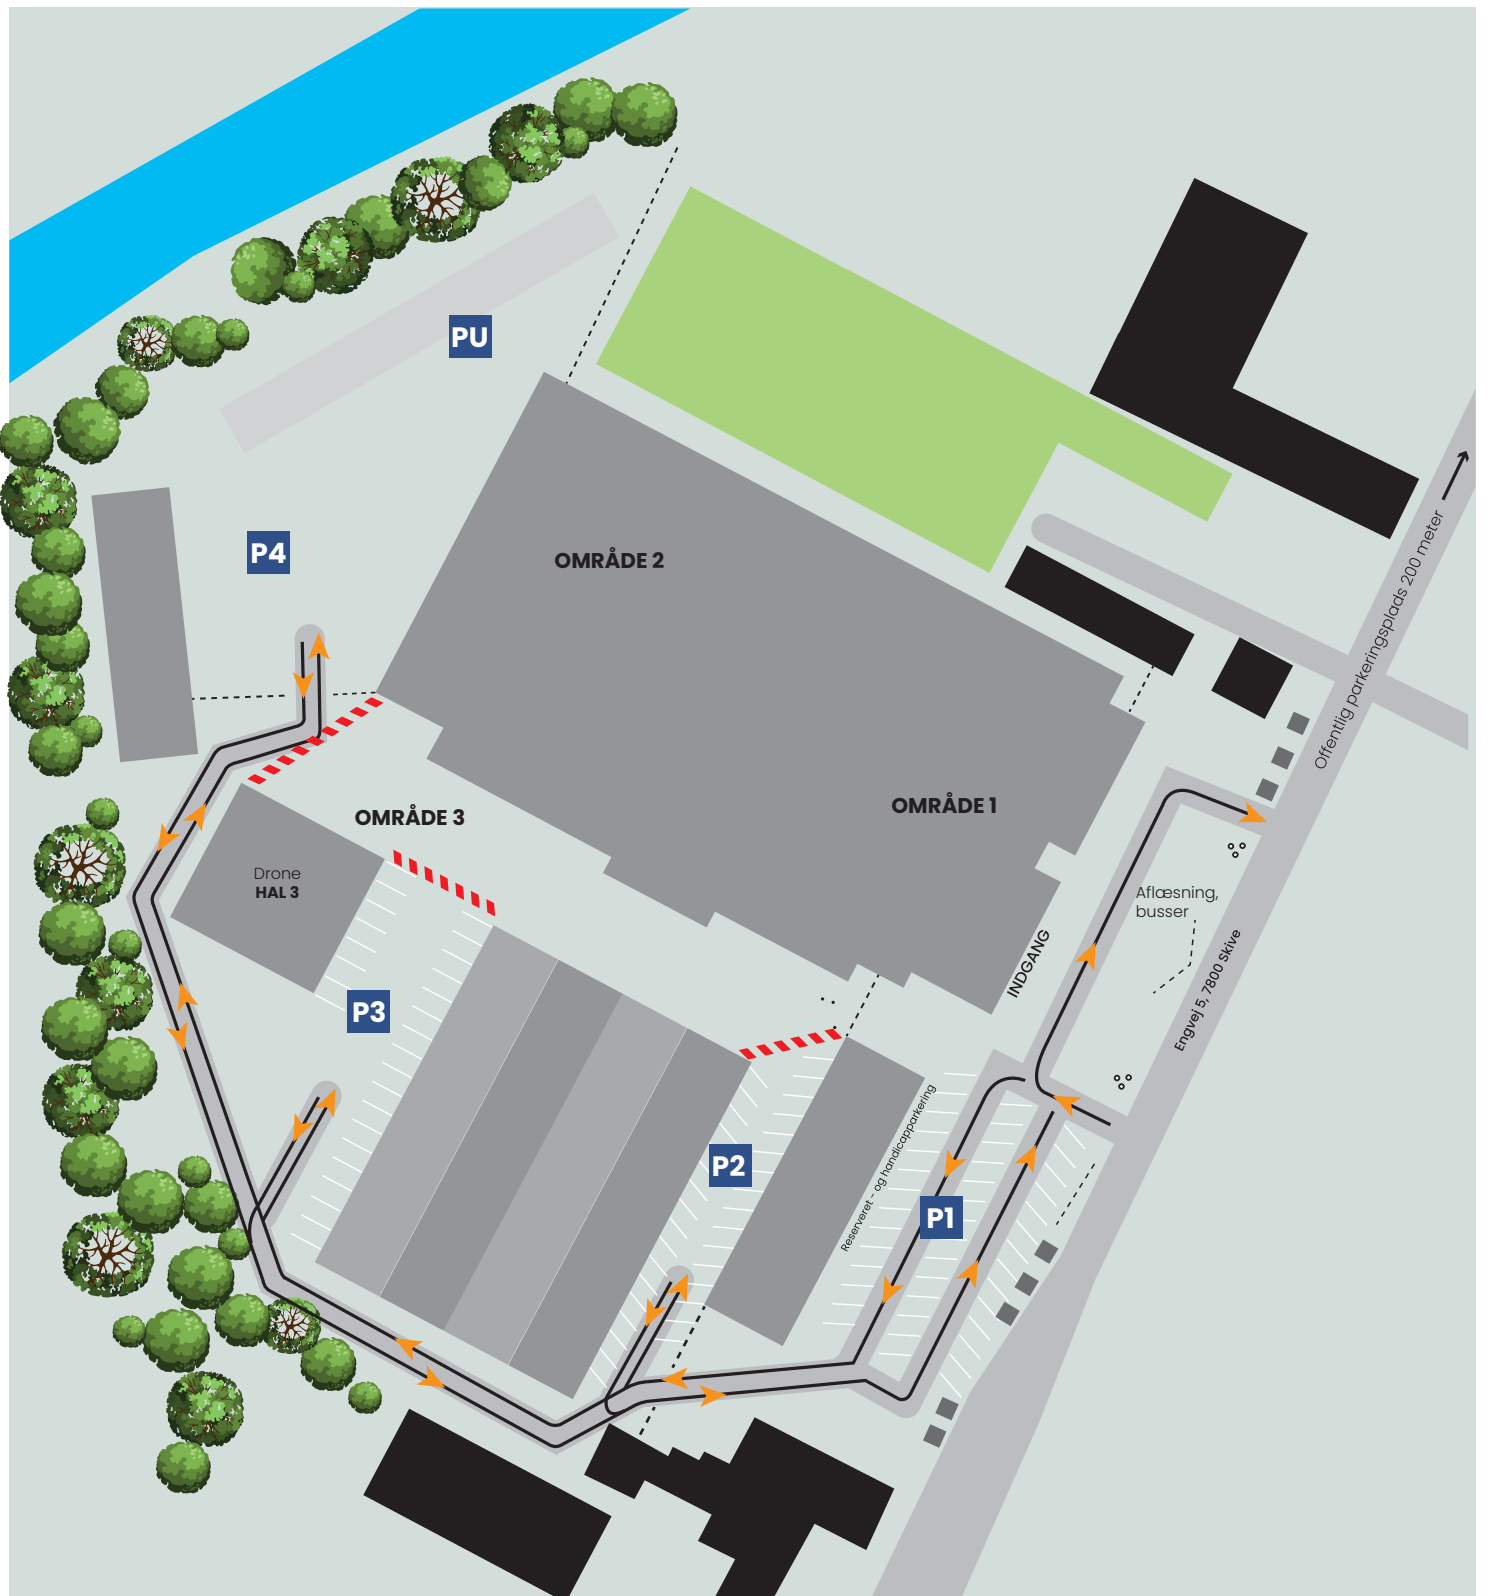 PU
P4
OMRÅDE 2
Offentlig parkeringsplads 200 meter
OMRÅDE 1
OMRÅDE 3
Drone
HAL 3
Aflæsning,
busser
INDGANG
Engvej 5, 7800 Skive
P3
P2
Reserveret - og handicapparkering
P1